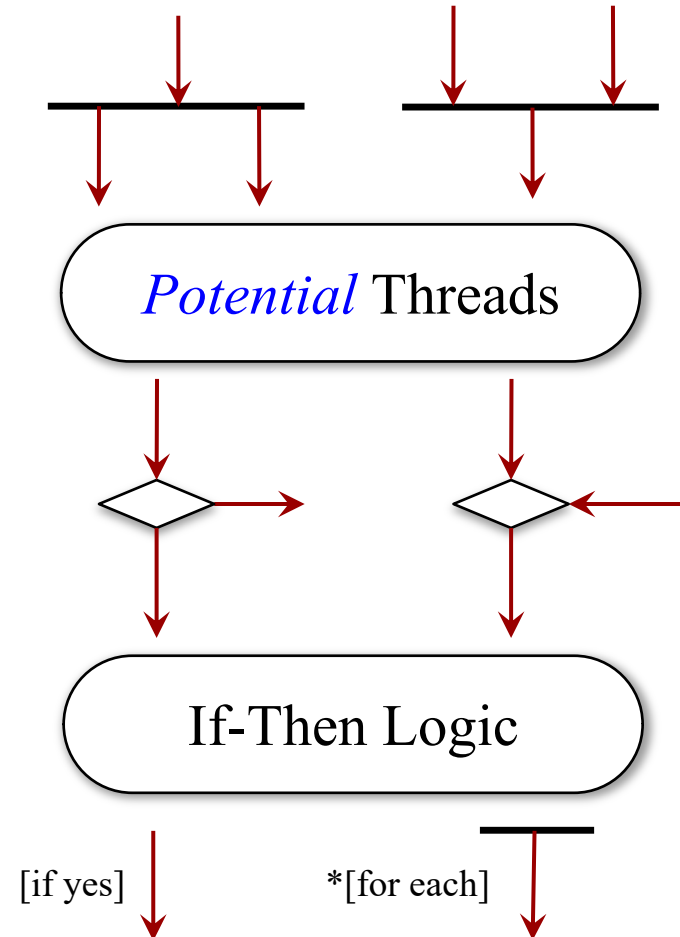 Potential Threads
If-Then Logic
[if yes]
*[for each]